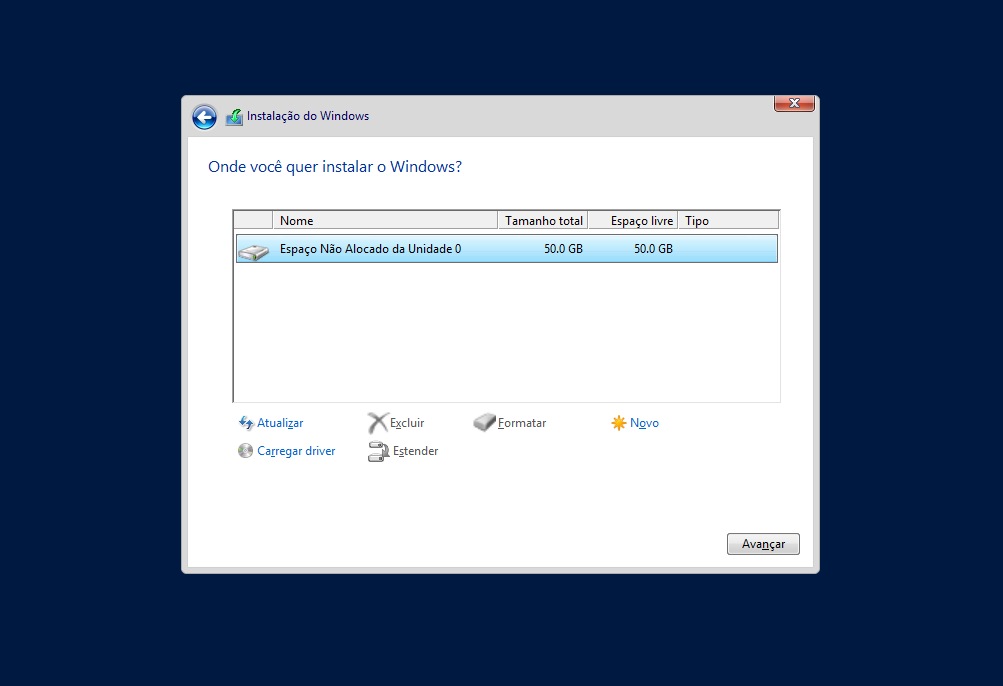 Instalação do Windows
Onde você quer instalar o Windows?
Nome Tamanho total Espaço livre Tipo
Espaço Não Alocado da Unidade 0 50.0 GB 50.0 GB
Atualizar Excluir Formatar Novo
Carregar driver Estender
Avançar